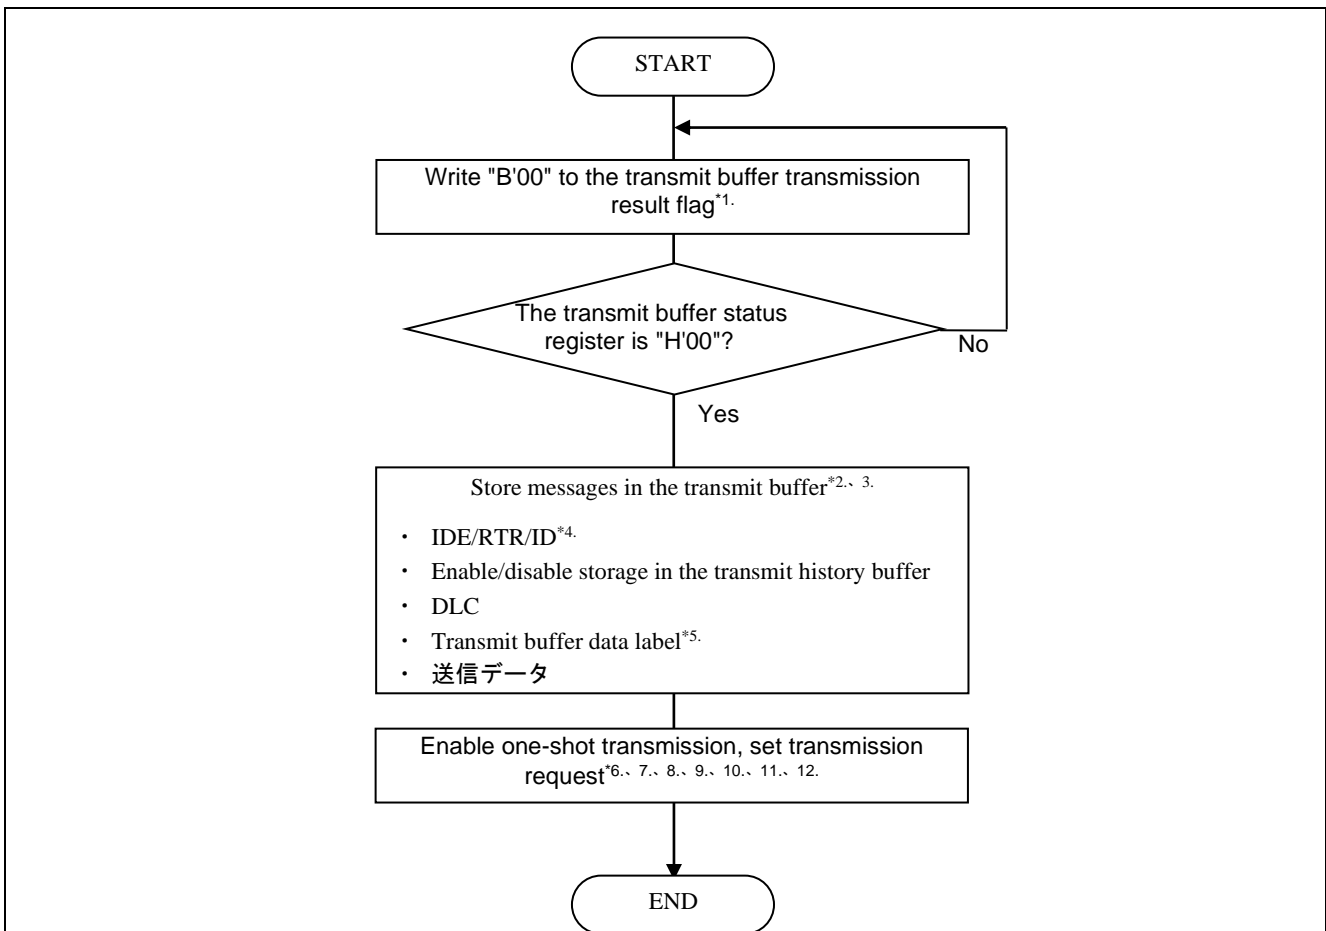 START
Write "B'00" to the transmit buffer transmission
result flag*1.
The transmit buffer status
register is "H'00"?
No
Yes
Store messages in the transmit buffer*2.、3.
・ IDE/RTR/ID*4.
・ Enable/disable storage in the transmit history buffer
・ DLC
・ Transmit buffer data label*5.
・ 送信データ
Enable one-shot transmission, set transmission
request*6.、7.、8.、9.、10.、11.、12.
END